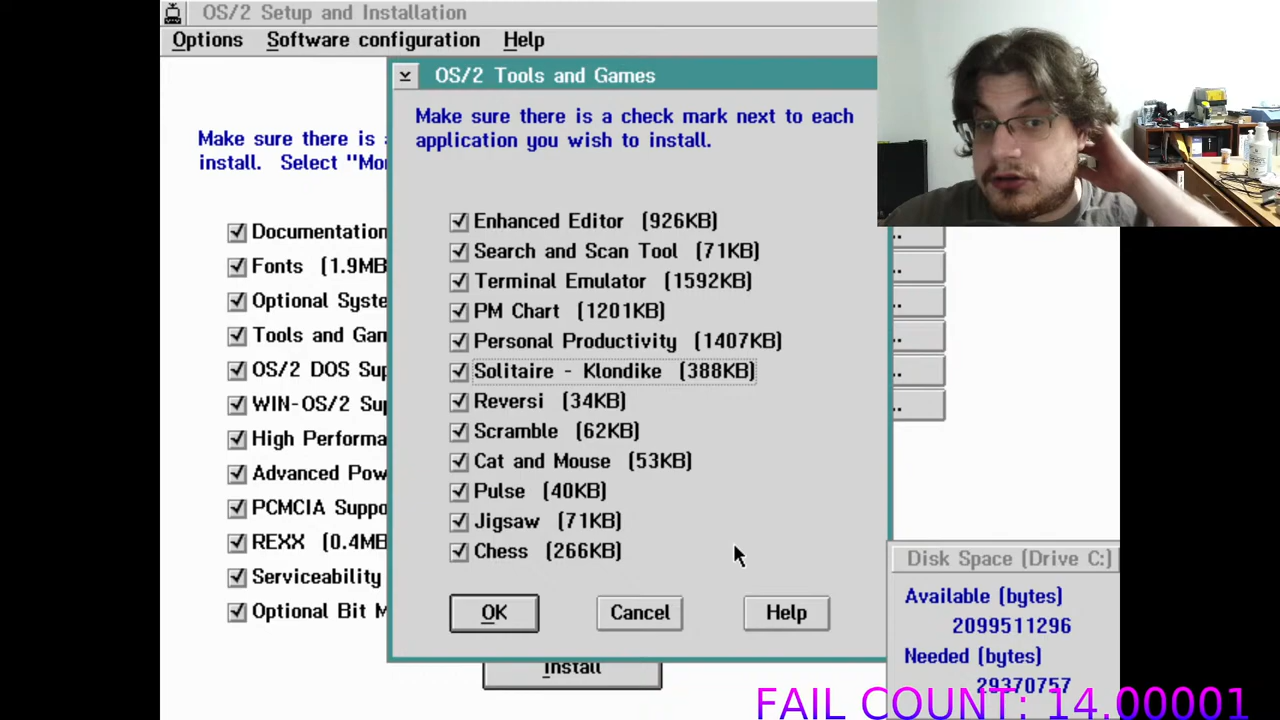 OS/2 Setup and Installation
Options Software configuration Help
OS/2 Tools and Games
Make sure there is a check mark next to each
application you wish to install.
Make sure there is a
install. Select "Mo
Documentation
Fonts (1.9MB
Optional Syste
Tools and Gam
OS/2 DOS Sup
WIN-OS/2 Sup
High Performa
Advanced Pow
PCMCIA Suppo
REXX (0.4MB
Serviceability
Optional Bit M
Enhanced Editor (926KB)
Search and Scan Tool (71KB)
Terminal Emulator (1592KB)
PM Chart (1201KB)
Personal Productivity (1407KB)
Solitaire - Klondike (388KB)
Reversi (34KB)
Scramble (62KB)
Cat and Mouse (53KB)
Pulse (40KB)
Jigsaw (71KB)
Chess (266KB)
OK Cancel Help
Install
Disk Space (Drive C:)
Available (bytes)
2099511296
Needed (bytes)
29370757
FAIL COUNT: 14.00001